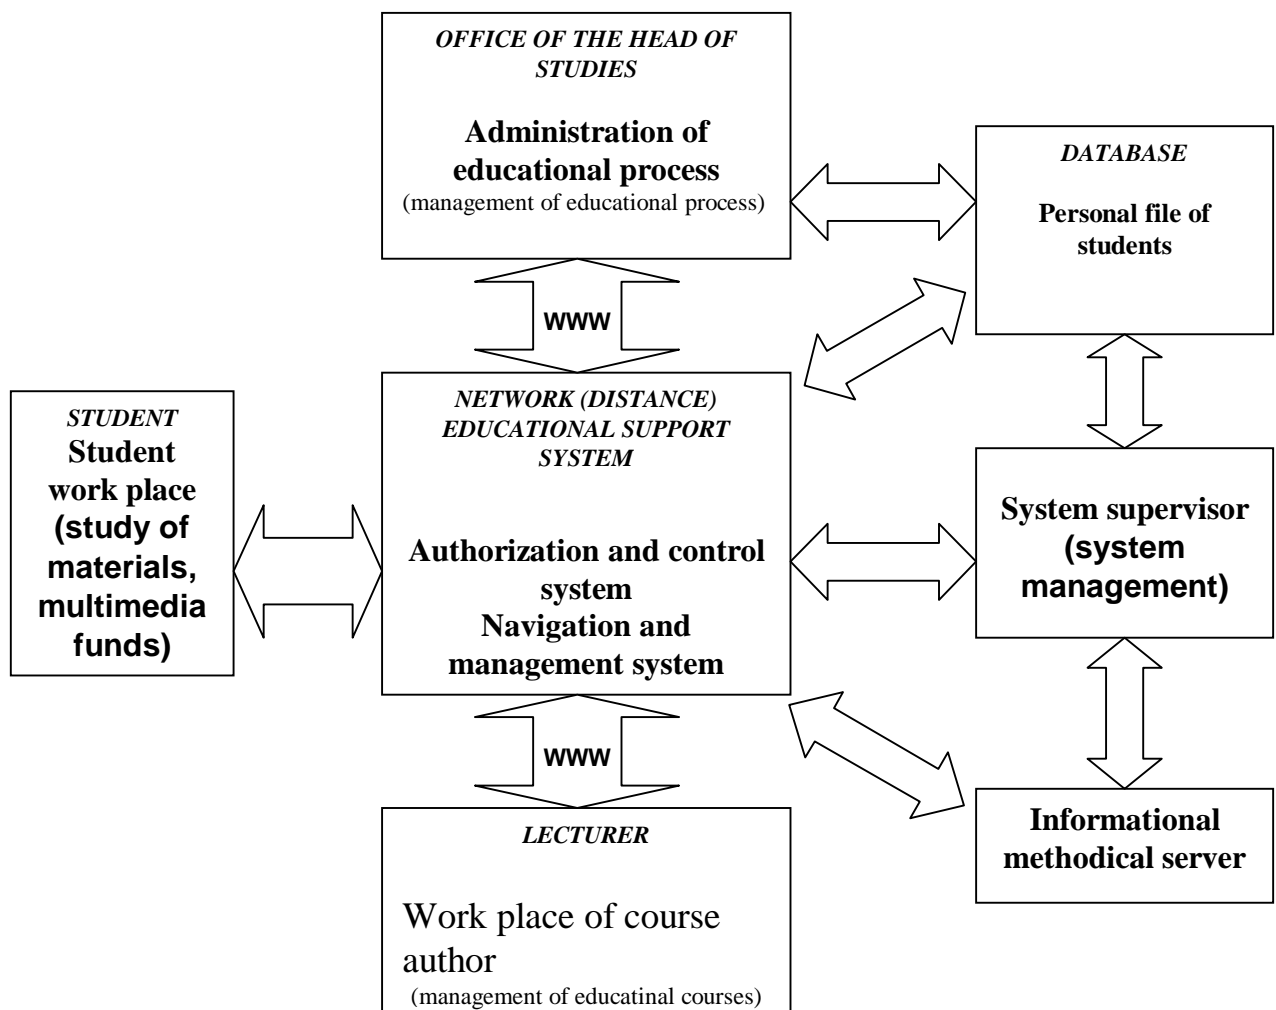 OFFICE OF THE HEAD OF
STUDIES
Administration of
educational process
(management of educational process)
DATABASE
Personal file of
students
WWW
NETWORK (DISTANCE)
EDUCATIONAL SUPPORT
SYSTEM
Authorization and control
system
Navigation and
management system
STUDENT
Student
work place
(study of
materials,
multimedia
funds)
System supervisor
(system
management)
WWW
LECTURER
Work place of course
author
(management of educatinal courses)
Informational
methodical server